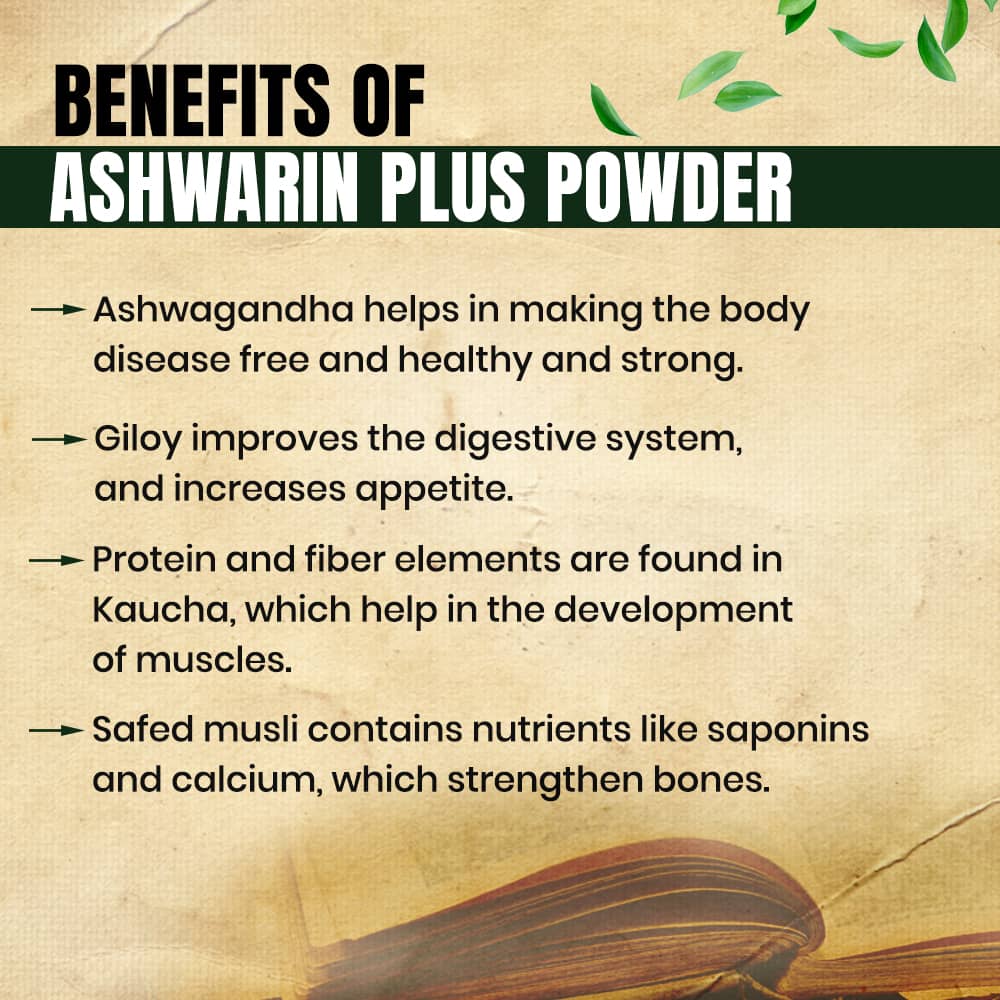 BENEFITS OF
ASHWARIN PLUS POWDER
Ashwagandha helps in making the body
disease free and healthy and strong.
Giloy improves the digestive system,
and increases appetite.
Protein and fiber elements are found in
Kaucha, which help in the development
of muscles.
Safed musli contains nutrients like saponins
and calcium, which strengthen bones.